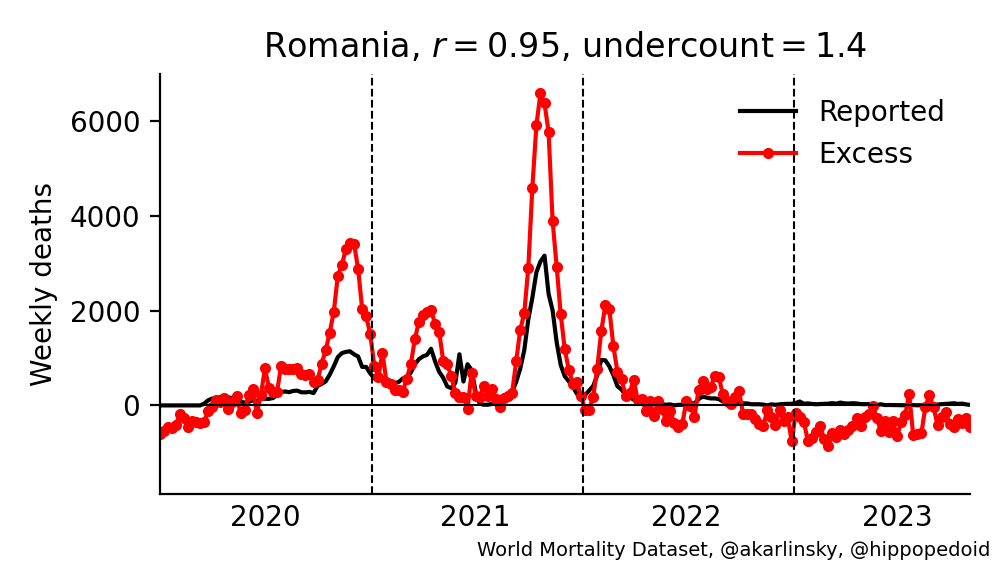 Romania, r = 0.95, undercount = 1.4
Reported
Excess
Weekly deaths
6000
4000
2000
0
2020 2021 2022 2023
World Mortality Dataset, @akarlinsky, @hippopedoid